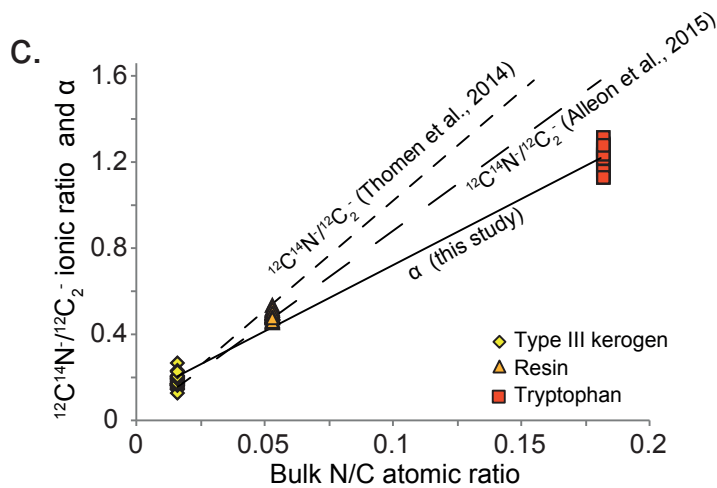 c.
¹²C¹⁴N⁻/¹²C₂⁻ ionic ratio and α
1.6
1.2
0.8
0.4
0
¹²C¹⁴N⁻/¹²C₂⁻ (Thomen et al., 2014)
¹²C¹⁴N⁻/¹²C₂⁻ (Alleon et al., 2015)
α (this study)
Type III kerogen
Resin
Tryptophan
0 0.05 0.1 0.15 0.2
Bulk N/C atomic ratio